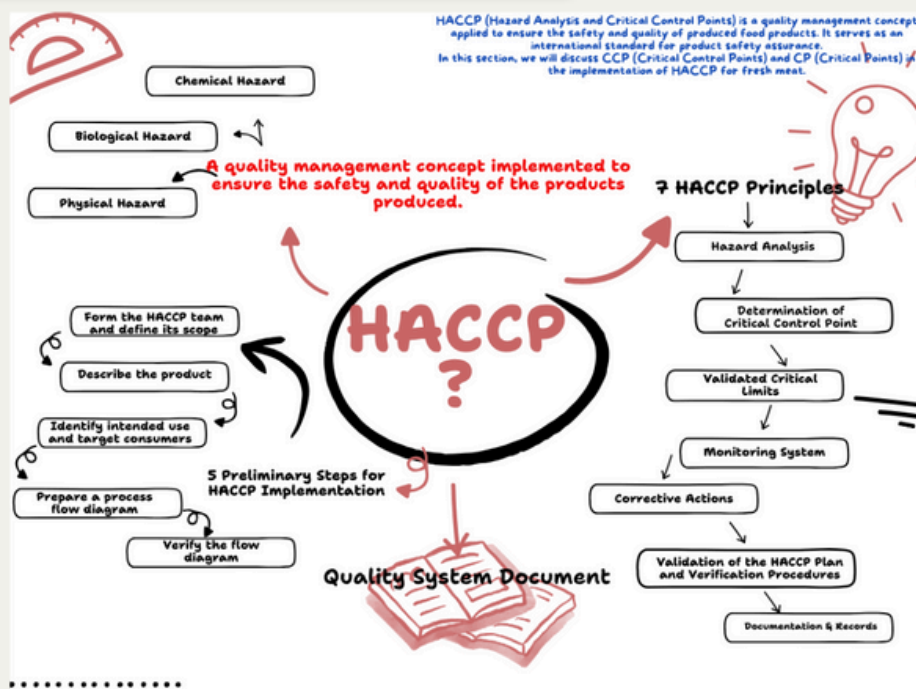 HACCP (Hazard Analysis and Critical Control Points) is a quality management concept
applied to ensure the safety and quality of produced food products. It serves as an
international standard for product safety assurance.
In this section, we will discuss CCP (Critical Control Points) and CP (Critical Points) in
the implementation of HACCP for fresh meat.
Chemical Hazard
Biological Hazard
Physical Hazard
A quality management concept implemented to
ensure the safety and quality of the products
produced.
7 HACCP Principles
Hazard Analysis
Determination of
Critical Control Point
Validated Critical
Limits
Monitoring System
Corrective Actions
Validation of the HACCP Plan
and Verification Procedures
Documentation & Records
HACCP
?
Form the HACCP team
and define its scope
Describe the product
Identify intended use
and target consumers
Prepare a process
flow diagram
Verify the flow
diagram
5 Preliminary Steps for
HACCP Implementation
Quality System Document